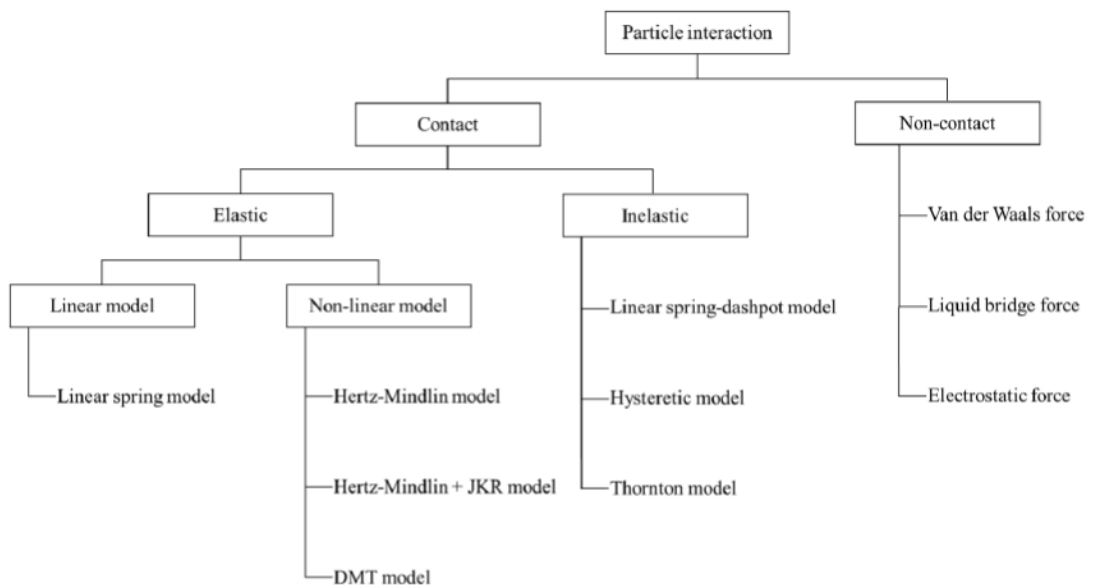 Particle interaction
Contact
Non-contact
Elastic
Inelastic
Van der Waals force
Linear model
Non-linear model
Linear spring-dashpot model
Liquid bridge force
Linear spring model
Hertz-Mindlin model
Hysteretic model
Electrostatic force
Hertz-Mindlin + JKR model
Thornton model
DMT model